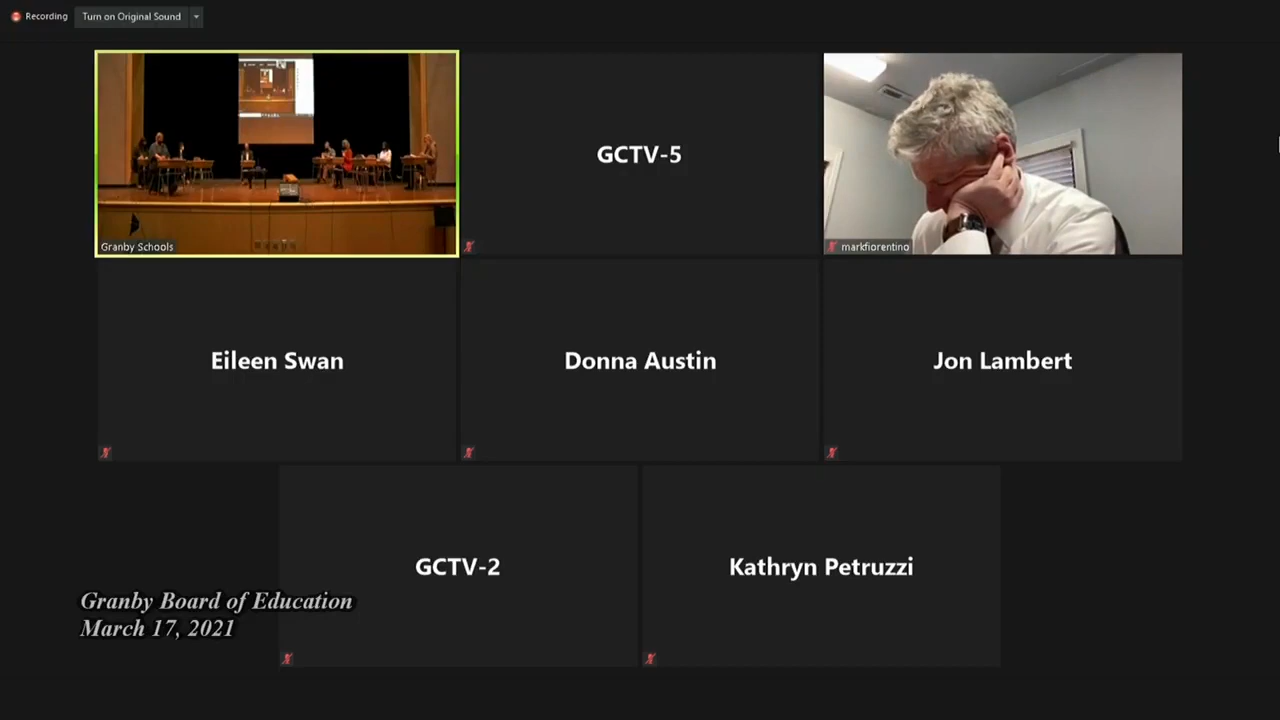 Recording
Turn on Original Sound
GCTV-5
Granby Schools
markfiorentino
Eileen Swan
Donna Austin
Jon Lambert
GCTV-2
Kathryn Petruzzi
Granby Board of Education
March 17, 2021